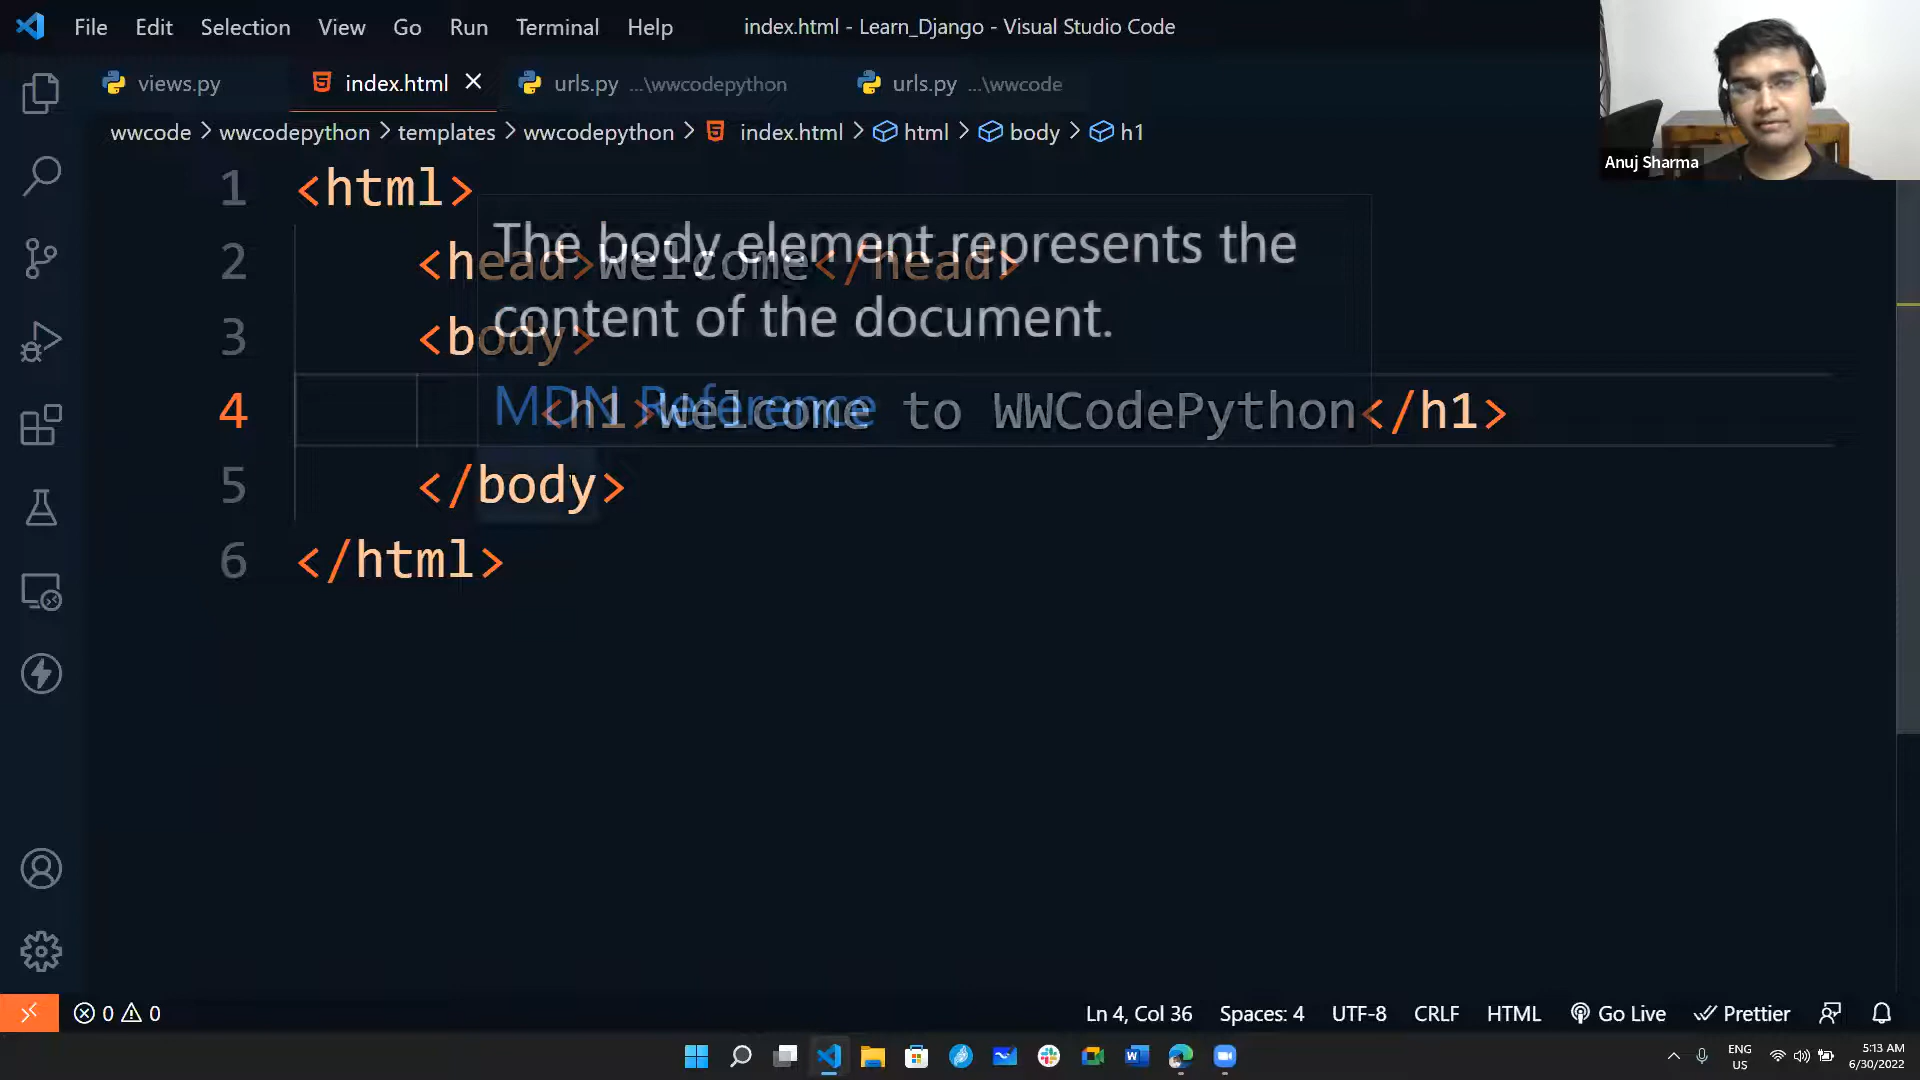 File Edit Selection View Go Run Terminal Help index.html - Learn_Django - Visual Studio Code
views.py index.html urls.py ...\wwcodepython urls.py ...\wwcode
wwcode > wwcodepython > templates > wwcodepython > index.html > html > body > h1
Anuj Sharma
1 <html>
2 <head>Welcome</head>
The body element represents the
content of the document.
3 <body>
MDN Reference
4 <h1>Welcome to WWCodePython</h1>
5 </body>
6 </html>
0 0 Ln 4, Col 36 Spaces: 4 UTF-8 CRLF HTML Go Live Prettier
ENG
US
5:13 AM
6/30/2022